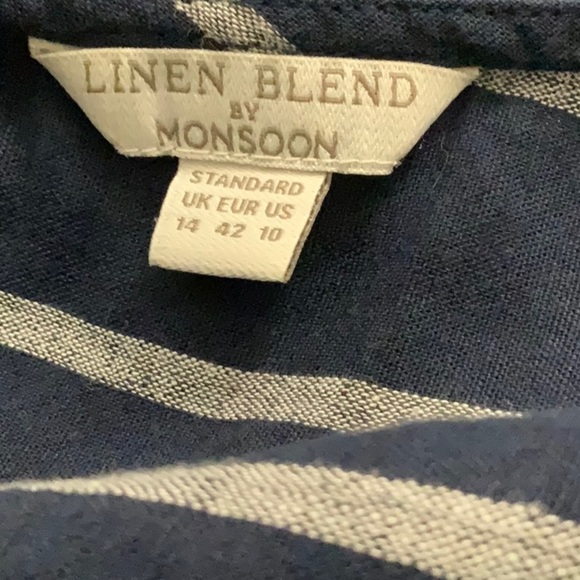 LINEN BLEND
BY
MONSOON
STANDARD
UK EUR US
14 42 10